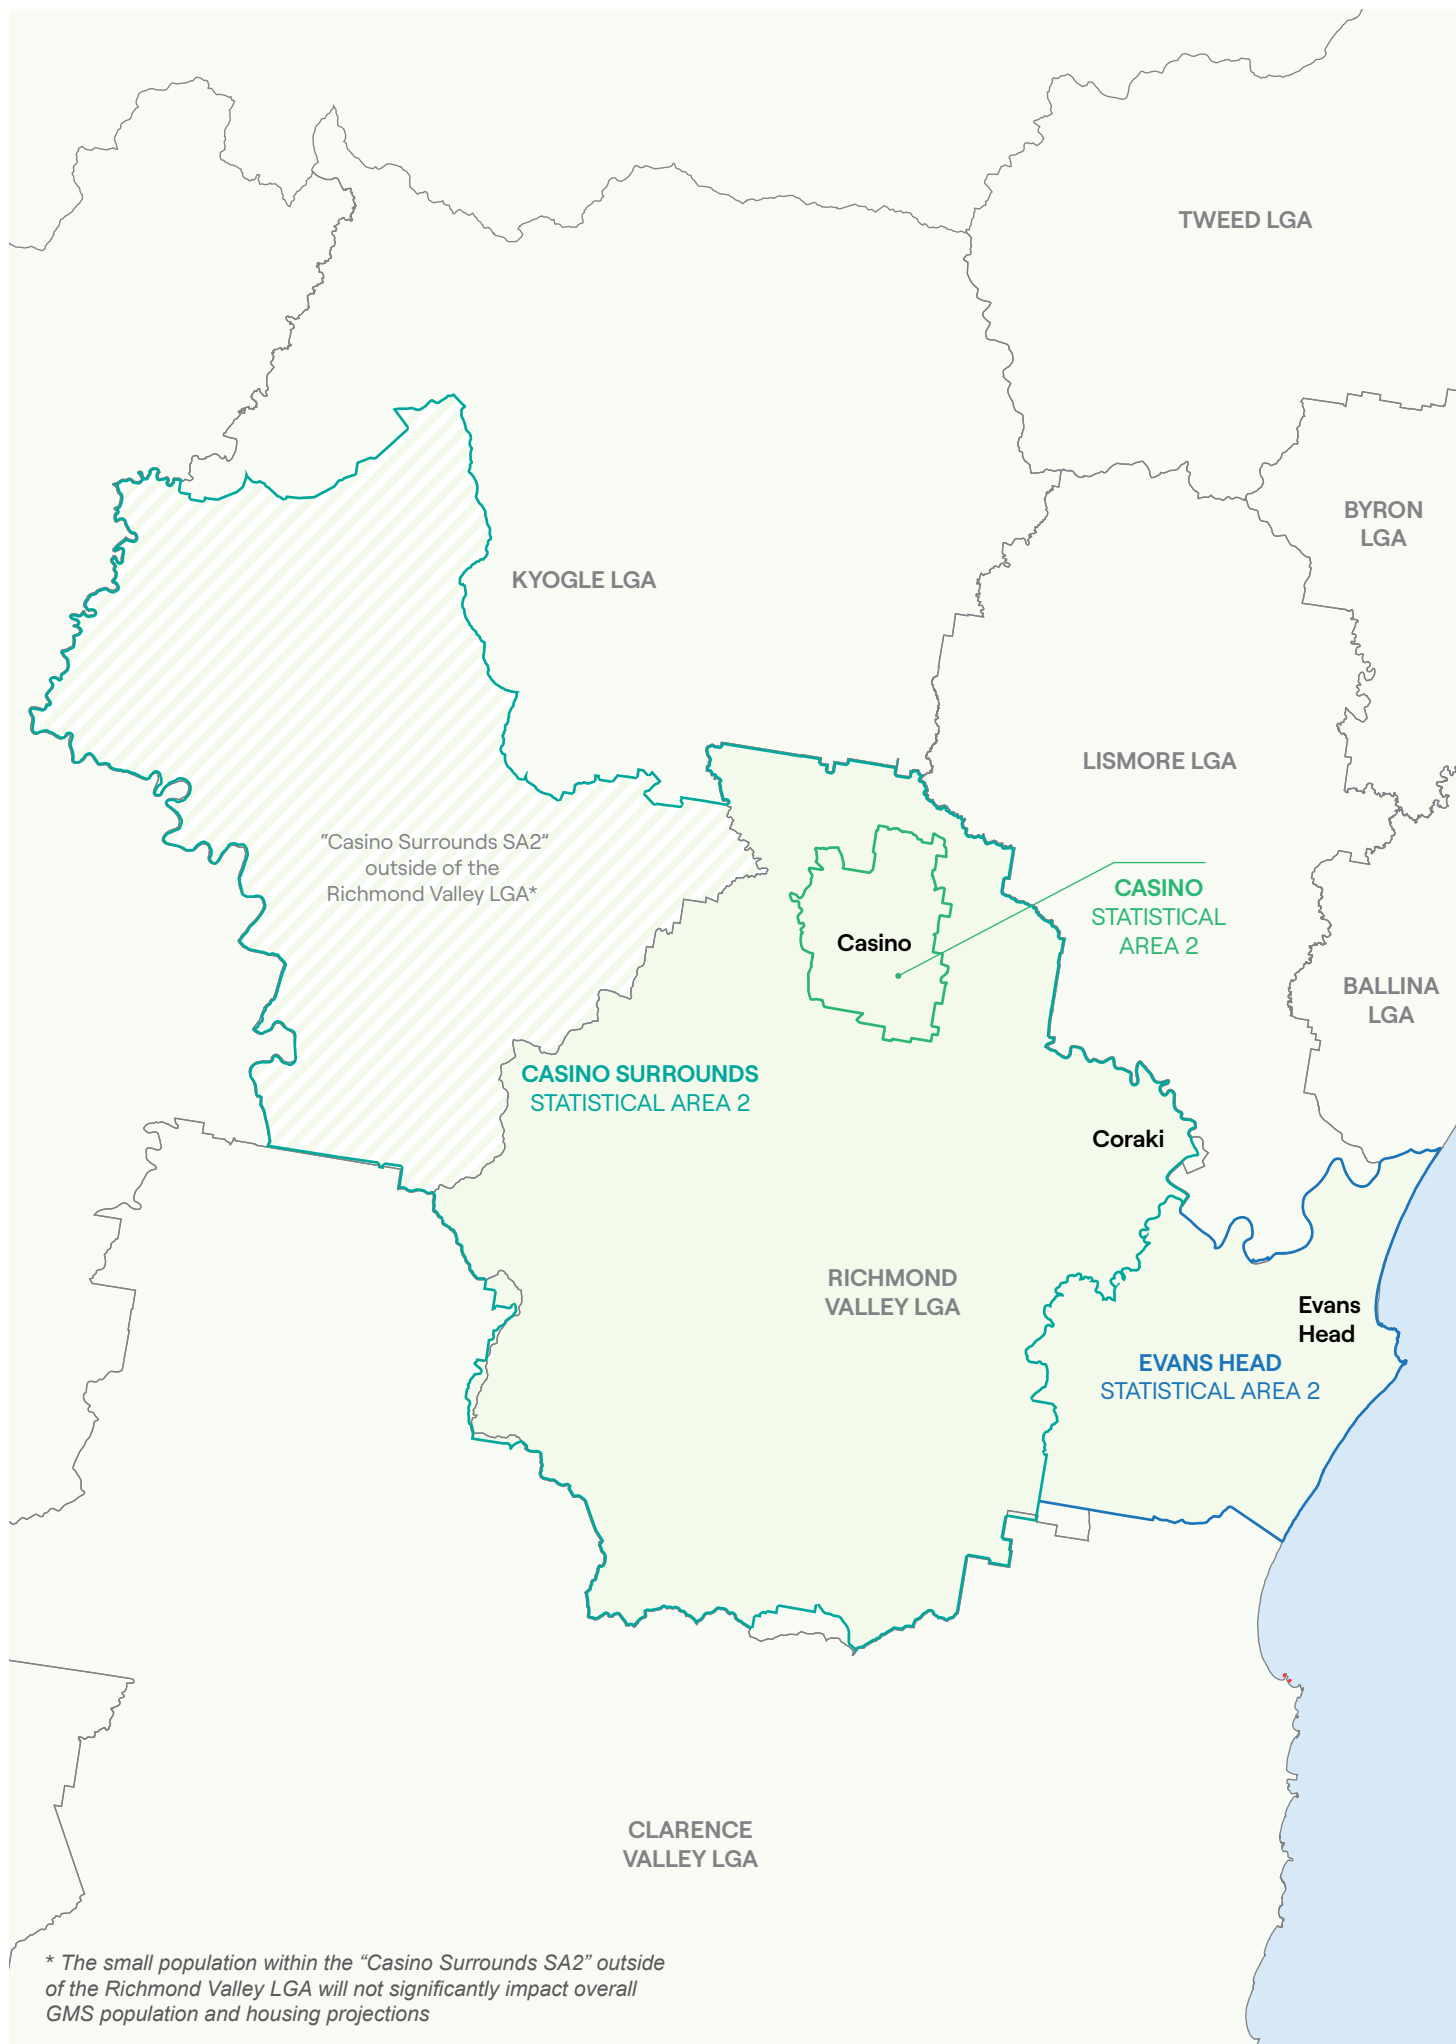 TWEED LGA
BYRON
LGA
KYOGLE LGA
LISMORE LGA
"Casino Surrounds SA2"
outside of the
Richmond Valley LGA*
CASINO
STATISTICAL
AREA 2
Casino
BALLINA
LGA
CASINO SURROUNDS
STATISTICAL AREA 2
Coraki
RICHMOND
VALLEY LGA
Evans
Head
EVANS HEAD
STATISTICAL AREA 2
CLARENCE
VALLEY LGA
* The small population within the “Casino Surrounds SA2” outside
of the Richmond Valley LGA will not significantly impact overall
GMS population and housing projections